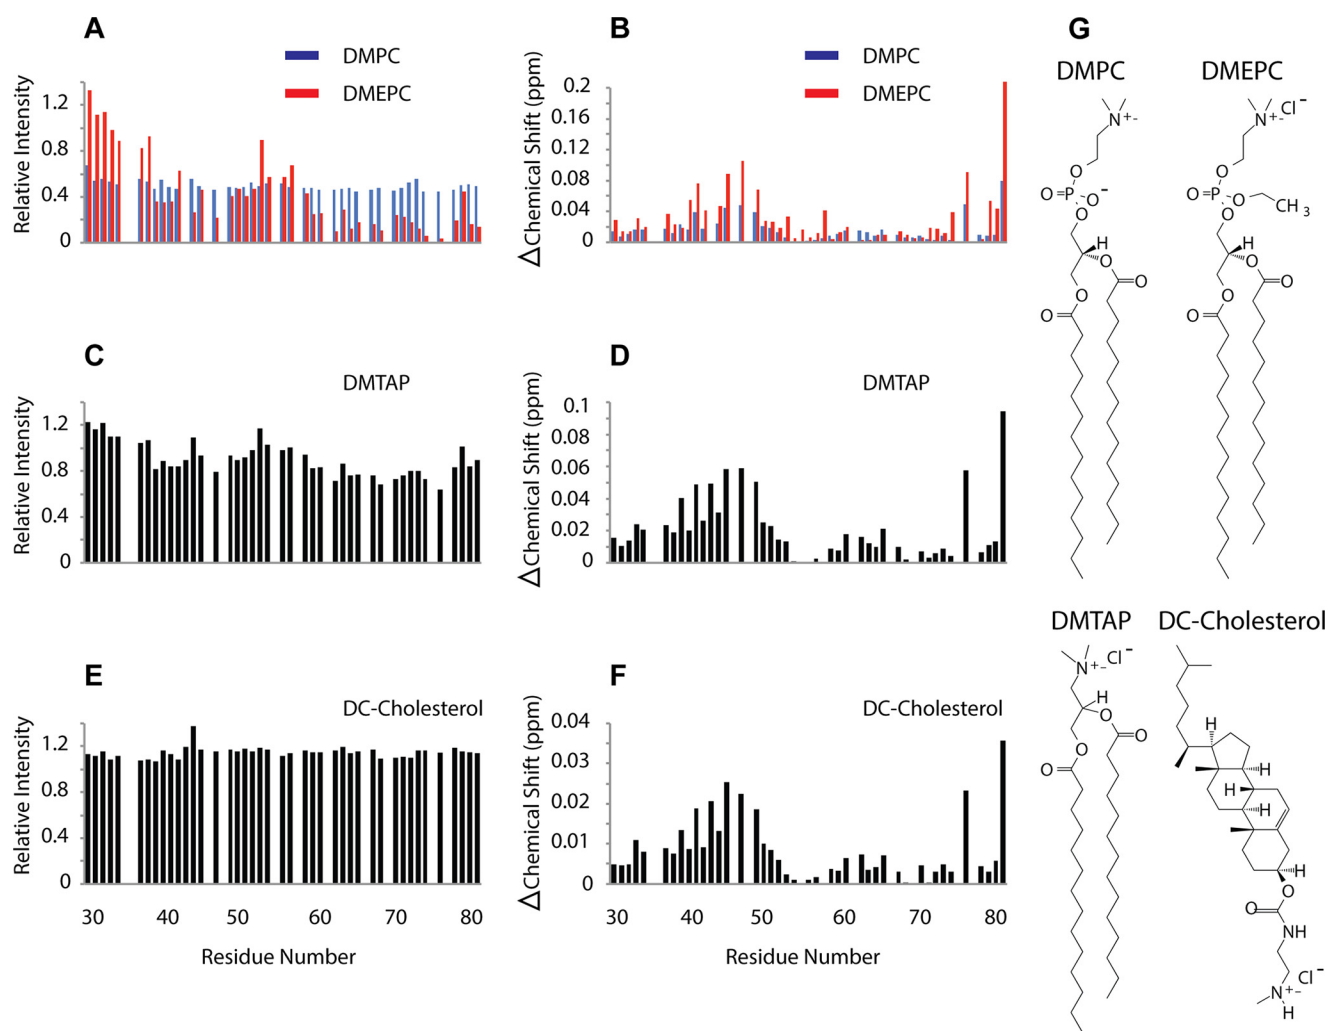 A
DMPC
DMEPC
Relative Intensity
1.2
0.8
0.4
0
B
DMPC
DMEPC
ΔChemical Shift (ppm)
0.2
0.16
0.12
0.08
0.04
0
C
DMTAP
Relative Intensity
1.2
0.8
0.4
0
D
DMTAP
ΔChemical Shift (ppm)
0.1
0.08
0.06
0.04
0.02
0
E
DC-Cholesterol
Relative Intensity
1.2
0.8
0.4
0
30 40 50 60 70 80
Residue Number
F
DC-Cholesterol
ΔChemical Shift (ppm)
0.04
0.03
0.02
0.01
0
30 40 50 60 70 80
Residue Number
G
DMPC
N+-
O
O=P-O-
O
H
O
O
O
O
DMEPC
N+- Cl-
O
O=P-O
CH3
O
H
O
O
O
O
DMTAP
N+- Cl-
H
O
O
O
O
DC-Cholesterol
H
H
H
H
H
O
O
NH
Cl-
N+-
H